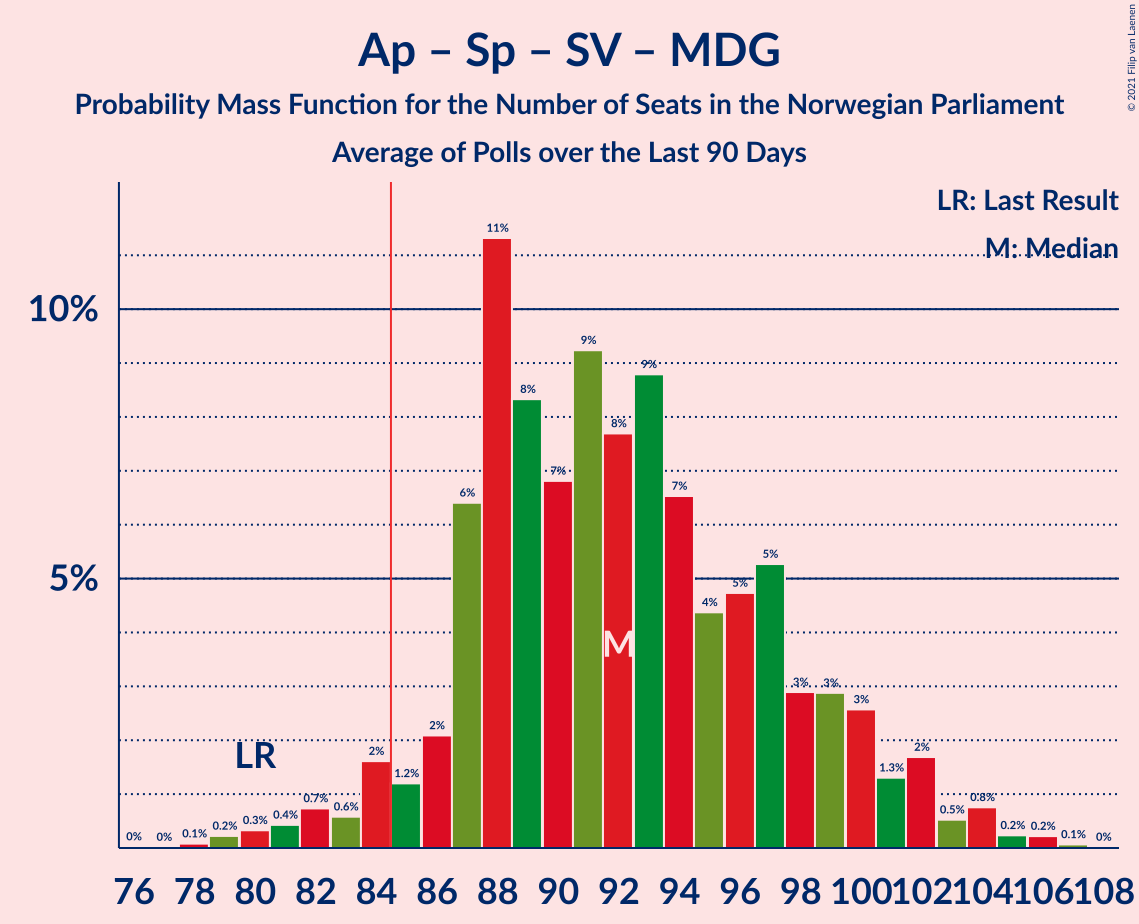 Ap – Sp – SV – MDG
Probability Mass Function for the Number of Seats in the Norwegian Parliament
Average of Polls over the Last 90 Days
© 2021 Filip van Laenen
LR: Last Result
M: Median
10%
5%
LR
M
0% 0% 0.1% 0.2% 0.3% 0.4% 0.7% 0.6% 2% 1.2% 2% 6% 11% 8% 7% 9% 8% 9% 7% 4% 5% 5% 3% 3% 3% 1.3% 2% 0.5% 0.8% 0.2% 0.2% 0.1% 0%
76 78 80 82 84 86 88 90 92 94 96 98 100 102 104 106 108